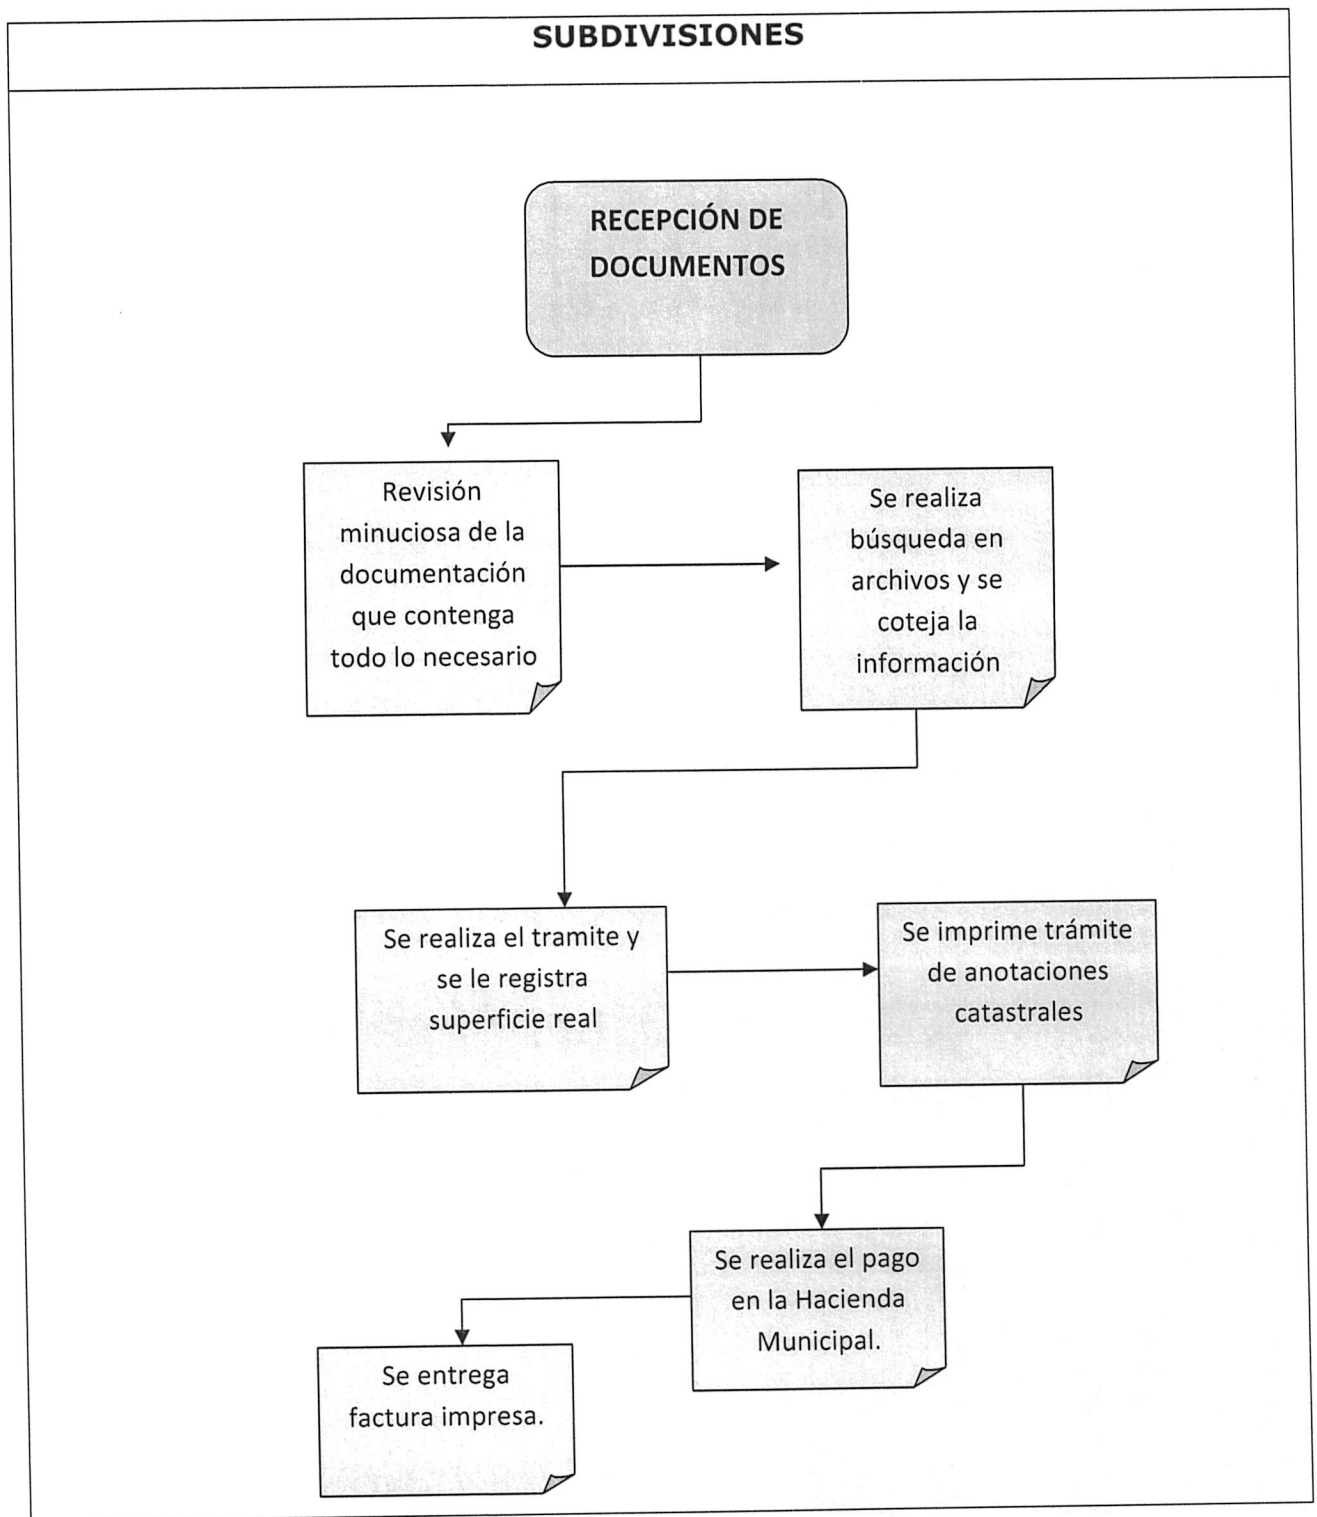 SUBDIVISIONES
RECEPCIÓN DE
DOCUMENTOS
Revisión
minuciosa de la
documentación
que contenga
todo lo necesario
Se realiza
búsqueda en
archivos y se
coteja la
información
Se realiza el tramite y
se le registra
superficie real
Se imprime trámite
de anotaciones
catastrales
Se realiza el pago
en la Hacienda
Municipal.
Se entrega
factura impresa.